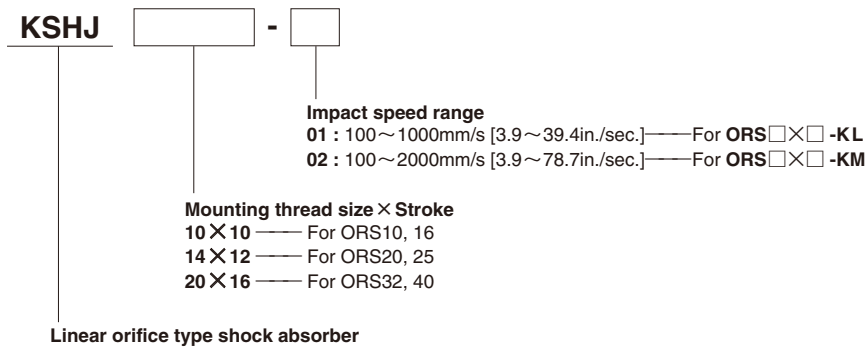 KSHJ □ - □
Impact speed range
01 : 100～1000mm/s [3.9～39.4in./sec.] For ORS□×□ -KL
02 : 100～2000mm/s [3.9～78.7in./sec.] For ORS□×□ -KM
Mounting thread size×Stroke
10×10 For ORS10, 16
14×12 For ORS20, 25
20×16 For ORS32, 40
Linear orifice type shock absorber